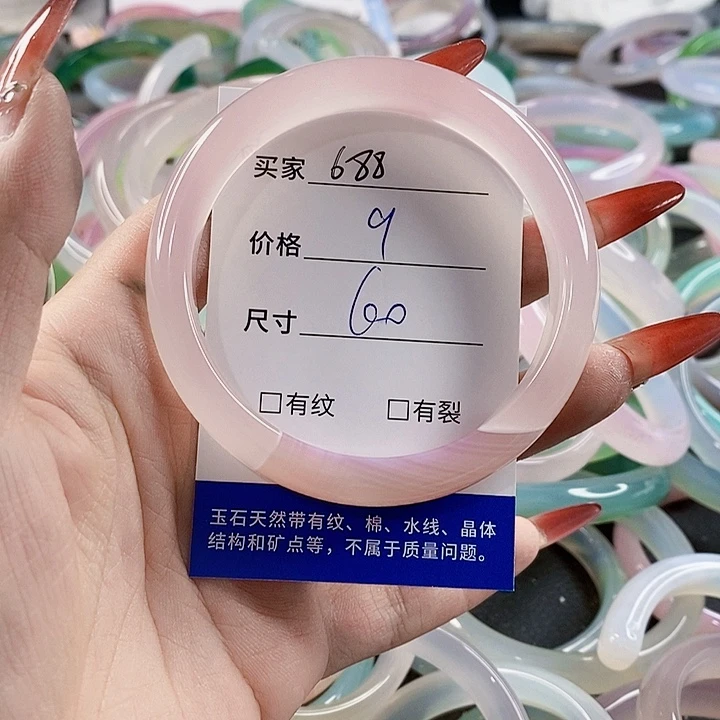 买家 688
价格 9
尺寸 60
□有纹 □有裂
玉石天然带有纹、棉、水线、晶体
结构和矿点等，不属于质量问题。